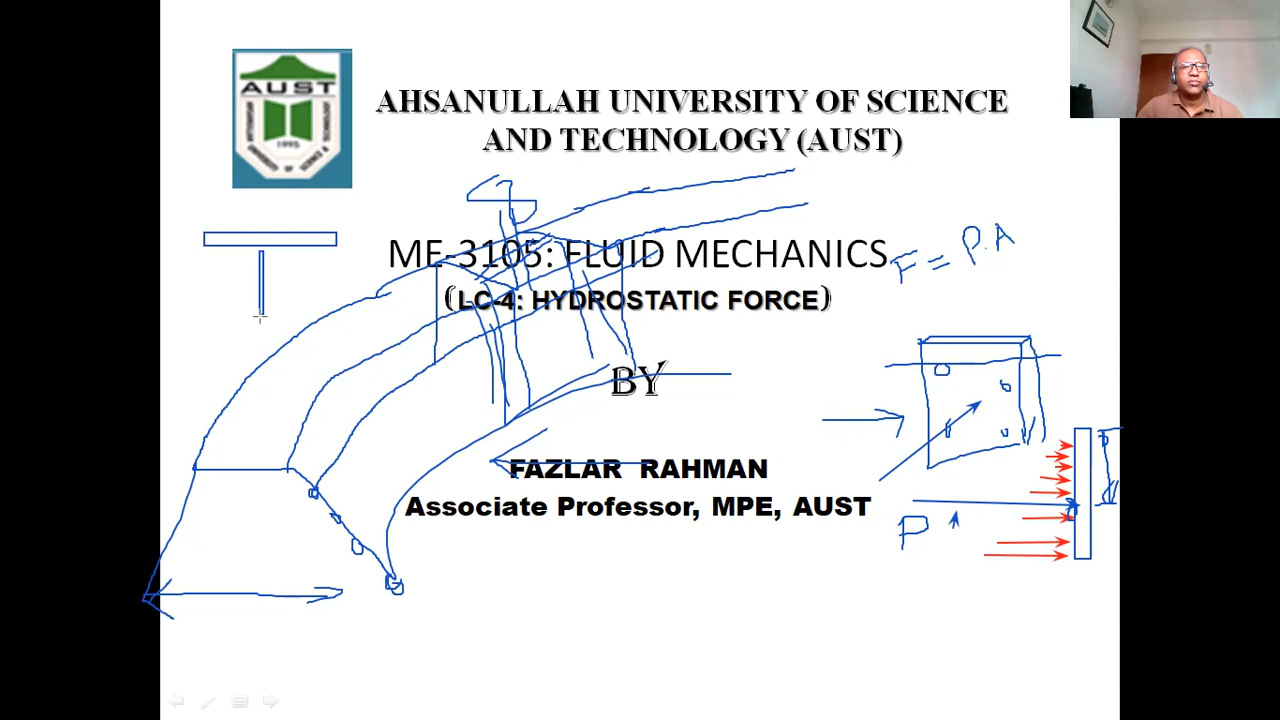 AUST
1995
AHSANULLAH UNIVERSITY OF SCIENCE
AND TECHNOLOGY (AUST)
ME-3105: FLUID MECHANICS
(LC-4: HYDROSTATIC FORCE)
F = P.A
BY
FAZLAR RAHMAN
Associate Professor, MPE, AUST
P